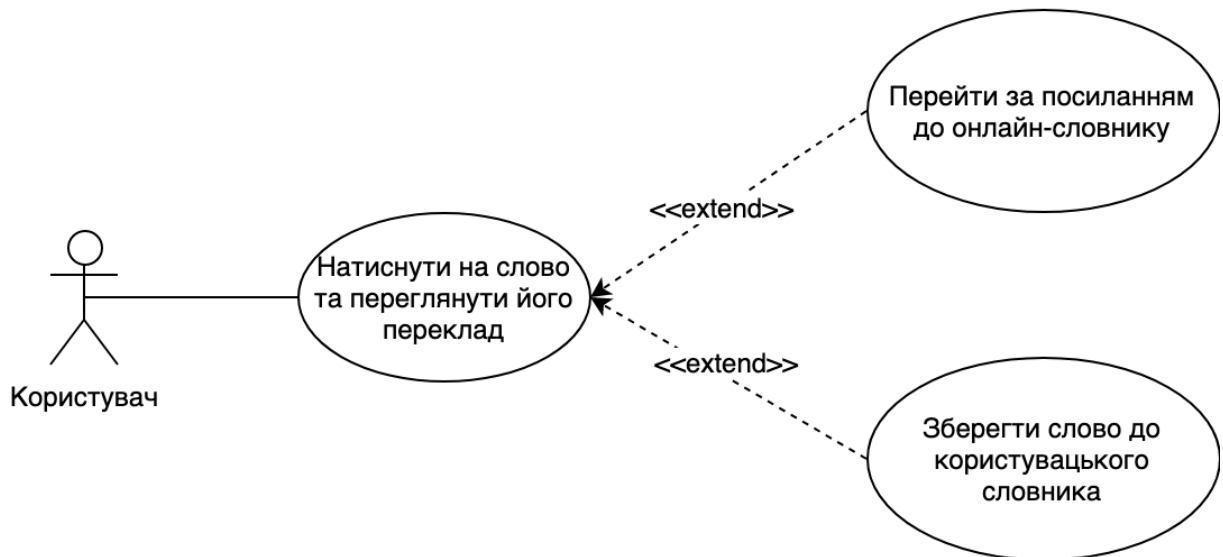 Перейти за посиланням
до онлайн-словнику
<<extend>>
Натиснути на слово
та переглянути його
переклад
<<extend>>
Користувач
Зберегти слово до
користувацького
словника